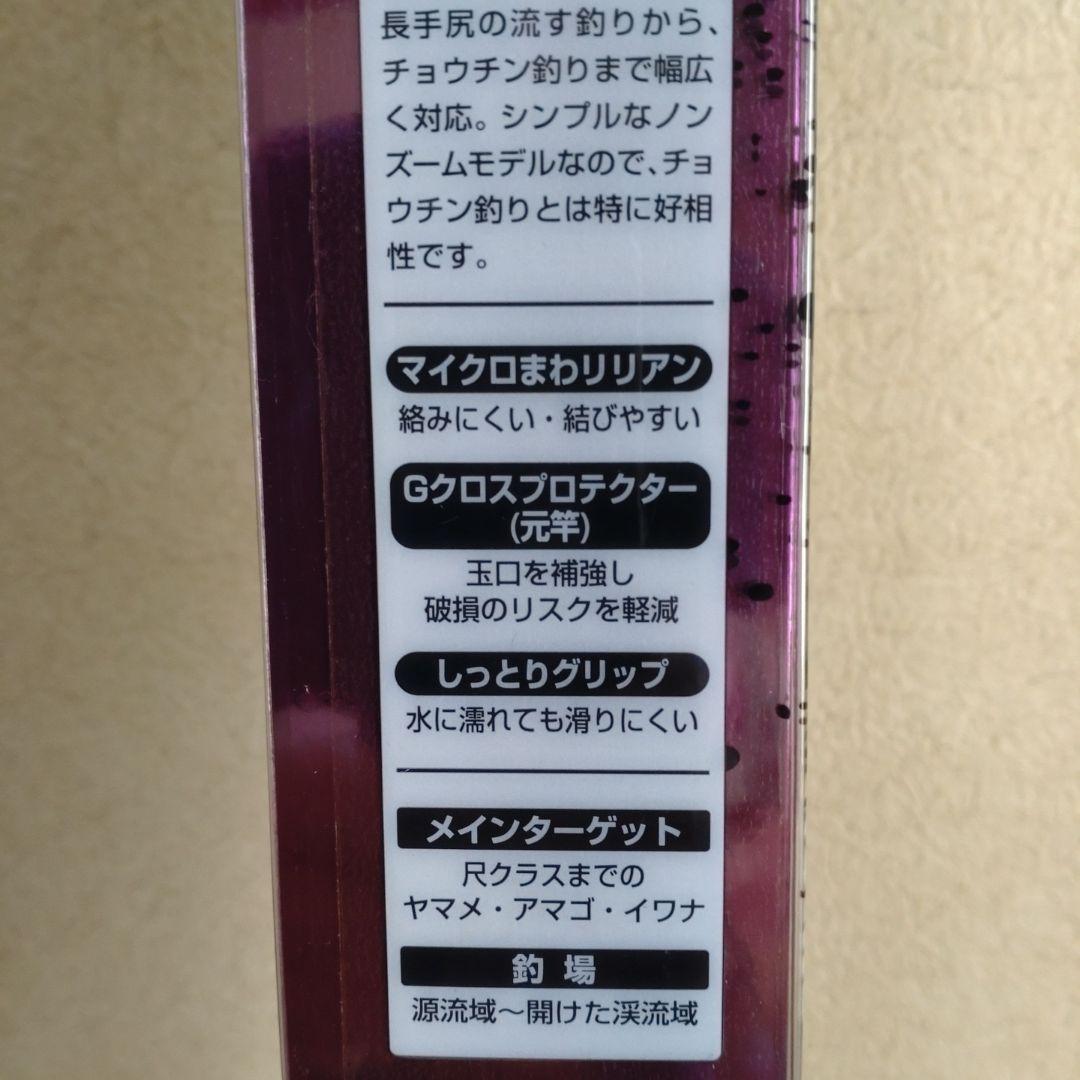 長手尻の流す釣りから、
チョウチン釣りまで幅広
く対応。シンプルなノン
ズームモデルなので、チョ
ウチン釣りとは特に好相
性です。
マイクロまわリリアン
絡みにくい・結びやすい
Gクロスプロテクター
(元竿)
玉口を補強し
破損のリスクを軽減
しっとりグリップ
水に濡れても滑りにくい
メインターゲット
尺クラスまでの
ヤマメ・アマゴ・イワナ
釣場
源流域〜開けた渓流域